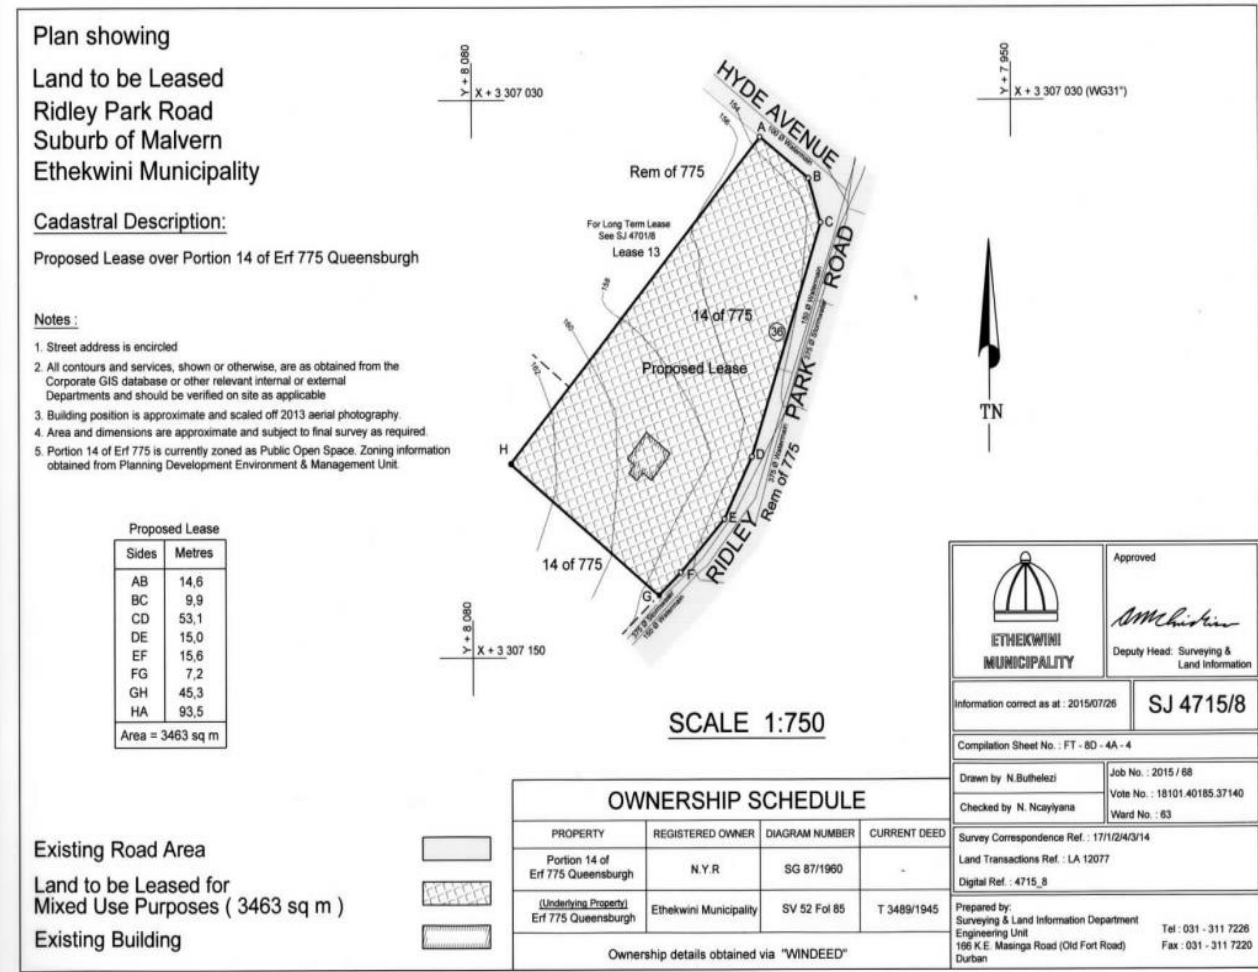 Plan showing
Land to be Leased
Ridley Park Road
Suburb of Malvern
Ethekwini Municipality
Cadastral Description:
Proposed Lease over Portion 14 of Erf 775 Queensburgh
Notes :
1. Street address is encircled
2. All contours and services, shown or otherwise, are as obtained from the
Corporate GIS database or other relevant internal or external
Departments and should be verified on site as applicable
3. Building position is approximate and scaled off 2013 aerial photography.
4. Area and dimensions are approximate and subject to final survey as required.
5. Portion 14 of Erf 775 is currently zoned as Public Open Space. Zoning information
obtained from Planning Development Environment & Management Unit.
Proposed Lease
Sides Metres
AB 14,6
BC 9,9
CD 53,1
DE 15,0
EF 15,6
FG 7,2
GH 45,3
HA 93,5
Area = 3463 sq m
Existing Road Area
Land to be Leased for
Mixed Use Purposes ( 3463 sq m )
Existing Building
Y + 8 080
X + 3 307 030
Y + 7 950
X + 3 307 030 (WG31°)
HYDE AVENUE
154
156
A
100 Ø Watermain
B
C
Rem of 775
For Long Term Lease
See SJ 4701/8
Lease 13
158
160
162
14 of 775
36
Proposed Lease
150 Ø Watermain
375 Ø Stormwater
RIDLEY PARK ROAD
375 Ø Watermain
Rem of 775
D
E
F
G
H
14 of 775
375 Ø Stormwater
150 Ø Watermain
TN
Y + 8 080
X + 3 307 150
SCALE 1:750
OWNERSHIP SCHEDULE
PROPERTY REGISTERED OWNER DIAGRAM NUMBER CURRENT DEED
Portion 14 of
Erf 775 Queensburgh N.Y.R SG 87/1960 -
(Underlying Property)
Erf 775 Queensburgh Ethekwini Municipality SV 52 Fol 85 T 3489/1945
Ownership details obtained via "WINDEED"
ETHEKWINI
MUNICIPALITY
Approved
Deputy Head: Surveying &
Land Information
Information correct as at : 2015/07/26
SJ 4715/8
Compilation Sheet No. : FT - 8D - 4A - 4
Drawn by N.Buthelezi
Checked by N. Ncayiyana
Job No. : 2015 / 68
Vote No. : 18101.40185.37140
Ward No. : 63
Survey Correspondence Ref. : 17/1/2/4/3/14
Land Transactions Ref. : LA 12077
Digital Ref. : 4715_8
Prepared by:
Surveying & Land Information Department
Engineering Unit
166 K.E. Masinga Road (Old Fort Road)
Durban
Tel : 031 - 311 7226
Fax : 031 - 311 7220